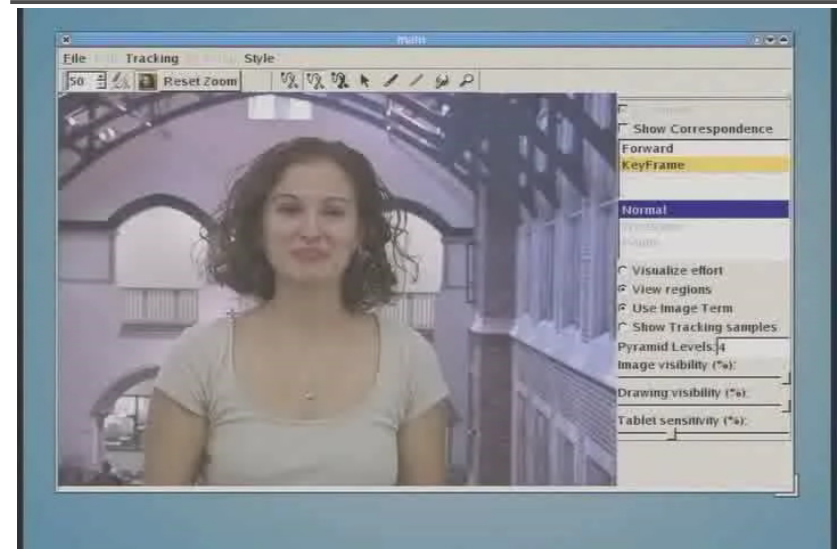 main
File Tracking Style
50 Reset Zoom
Show Correspondence
Forward
KeyFrame
Normal
Visualize effort
View regions
Use Image Term
Show Tracking samples
Pyramid Levels: 4
Image visibility (%):
Drawing visibility (%):
Tablet sensitivity (%):